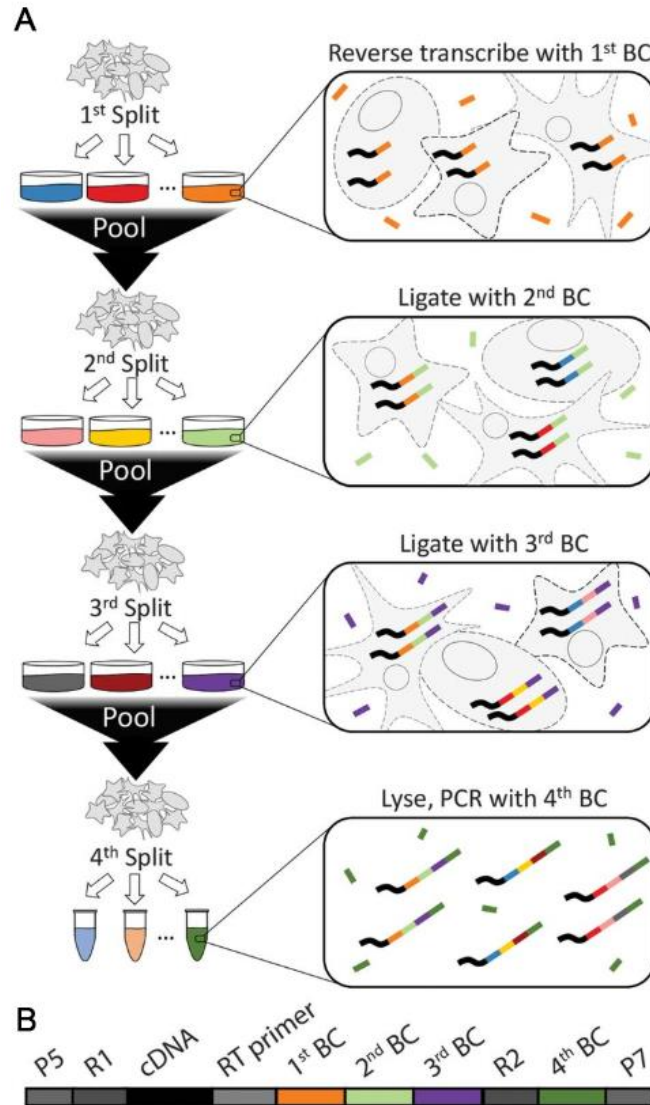 A
Reverse transcribe with 1st BC
1st Split
...
Pool
Ligate with 2nd BC
2nd Split
...
Pool
Ligate with 3rd BC
3rd Split
...
Pool
Lyse, PCR with 4th BC
4th Split
...
B
P5 R1 cDNA RT primer 1st BC 2nd BC 3rd BC R2 4th BC P7